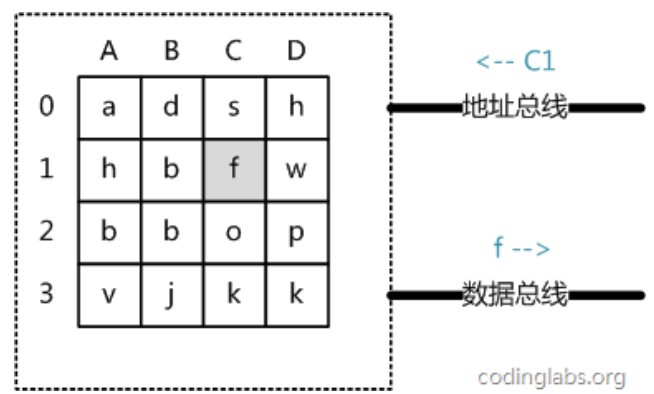 A B C D
<-- C1
0 a d s h
地址总线
1 h b f w
2 b b o p
f -->
3 v j k k
数据总线
codinglabs.org